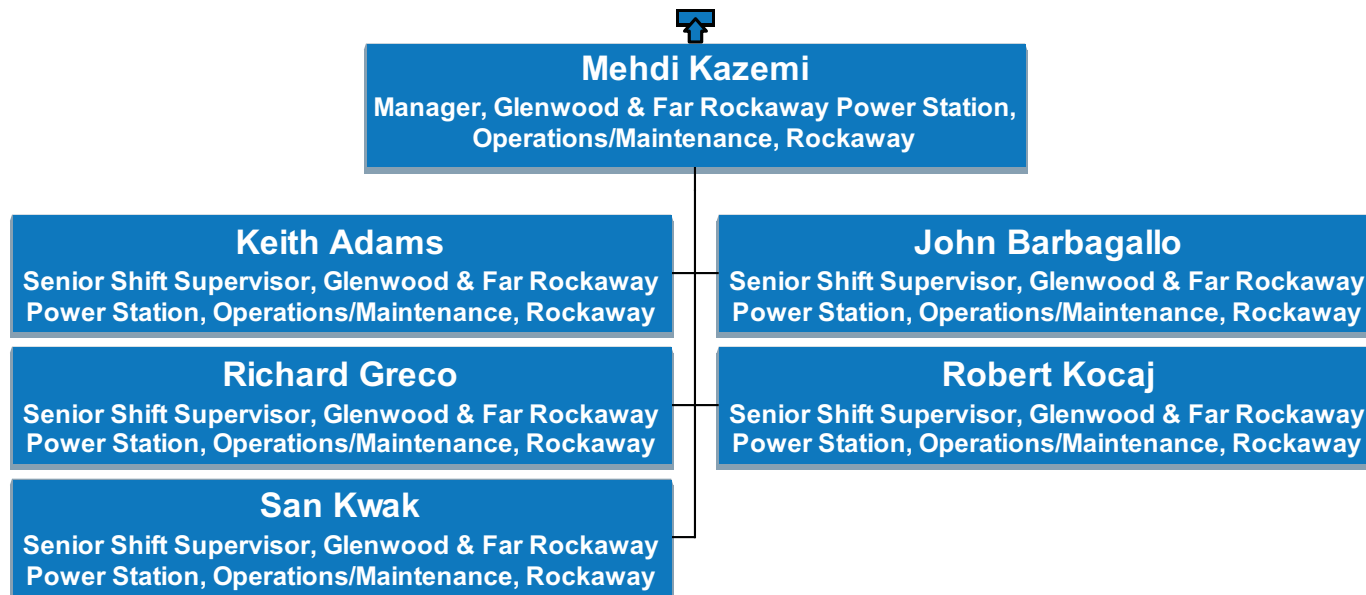 Mehdi Kazemi
Manager, Glenwood & Far Rockaway Power Station,
Operations/Maintenance, Rockaway
Keith Adams
Senior Shift Supervisor, Glenwood & Far Rockaway
Power Station, Operations/Maintenance, Rockaway
John Barbagallo
Senior Shift Supervisor, Glenwood & Far Rockaway
Power Station, Operations/Maintenance, Rockaway
Richard Greco
Senior Shift Supervisor, Glenwood & Far Rockaway
Power Station, Operations/Maintenance, Rockaway
Robert Kocaj
Senior Shift Supervisor, Glenwood & Far Rockaway
Power Station, Operations/Maintenance, Rockaway
San Kwak
Senior Shift Supervisor, Glenwood & Far Rockaway
Power Station, Operations/Maintenance, Rockaway